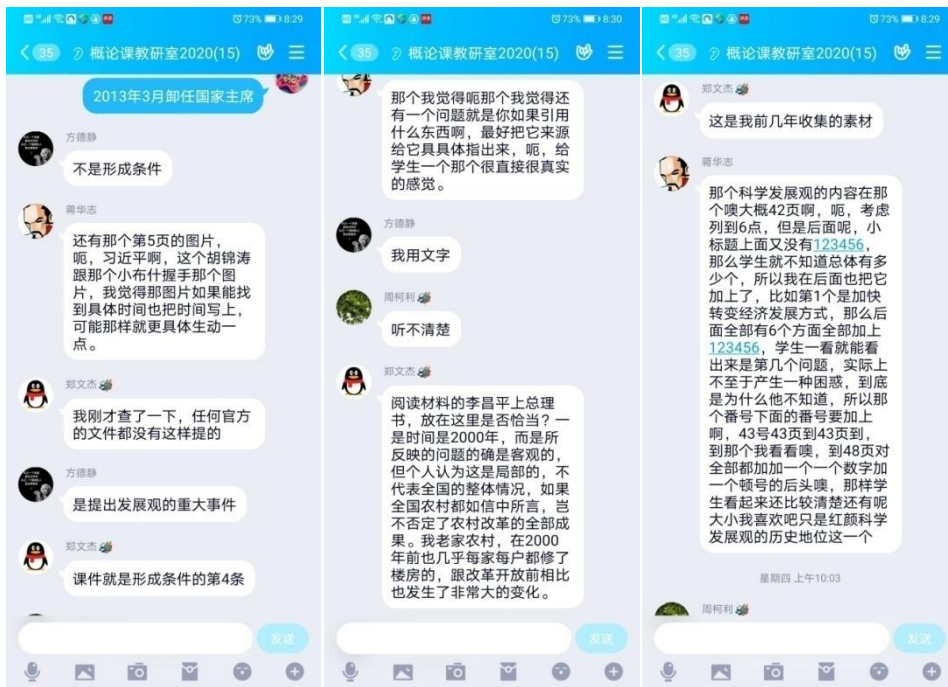 73% 8:29
35 概论课教研室2020(15)
2013年3月卸任国家主席
方德静
不是形成条件
蒋华志
还有那个第5页的图片，
呃，习近平啊，这个胡锦涛
跟那个小布什握手那个图
片，我觉得那图片如果能找
到具体时间也把时间写上，
可能那样就更具体生动一
点。
郑文杰
我刚才查了一下，任何官方
的文件都没有这样提的
方德静
是提出发展观的重大事件
郑文杰
课件就是形成条件的第4条
发送
73% 8:30
35 概论课教研室2020(15)
那个我觉得呃那个我觉得还
有一个问题就是你如果引用
什么东西啊，最好把它来源
给它具具体指出来，呃，给
学生一个那个很直接很真实
的感觉。
方德静
我用文字
周柯利
听不清楚
郑文杰
阅读材料的李昌平上总理
书，放在这里是否恰当？一
是时间是2000年，而是所
反映的问题的确是客观的，
但个人认为这是局部的，不
代表全国的整体情况，如果
全国农村都如信中所言，岂
不否定了农村改革的全部成
果。我老家农村，在2000
年前也几乎每家每户都修了
楼房的，跟改革开放前相比
也发生了非常大的变化。
发送
73% 8:29
35 概论课教研室2020(15)
郑文杰
这是我前几年收集的素材
蒋华志
那个科学发展观的内容在那
个噢大概42页啊，呃，考虑
列到6点，但是后面呢，小
标题上面又没有123456，
那么学生就不知道总体有多
少个，所以我在后面也把它
加上了，比如第1个是加快
转变经济发展方式，那么后
面全部有6个方面全部加上
123456，学生一看就能看
出来是第几个问题，实际上
不至于产生一种困惑，到底
是为什么他不知道，所以那
个番号下面的番号要加上
啊，43号43页到43页到，
到那个我看看噢，到48页对
全部都加加一个一个数字加
一个顿号的后头噢，那样学
生看起来还比较清楚还有呢
大小我喜欢吧只是红颜科学
发展观的历史地位这一个
星期四 上午10:03
周柯利
发送